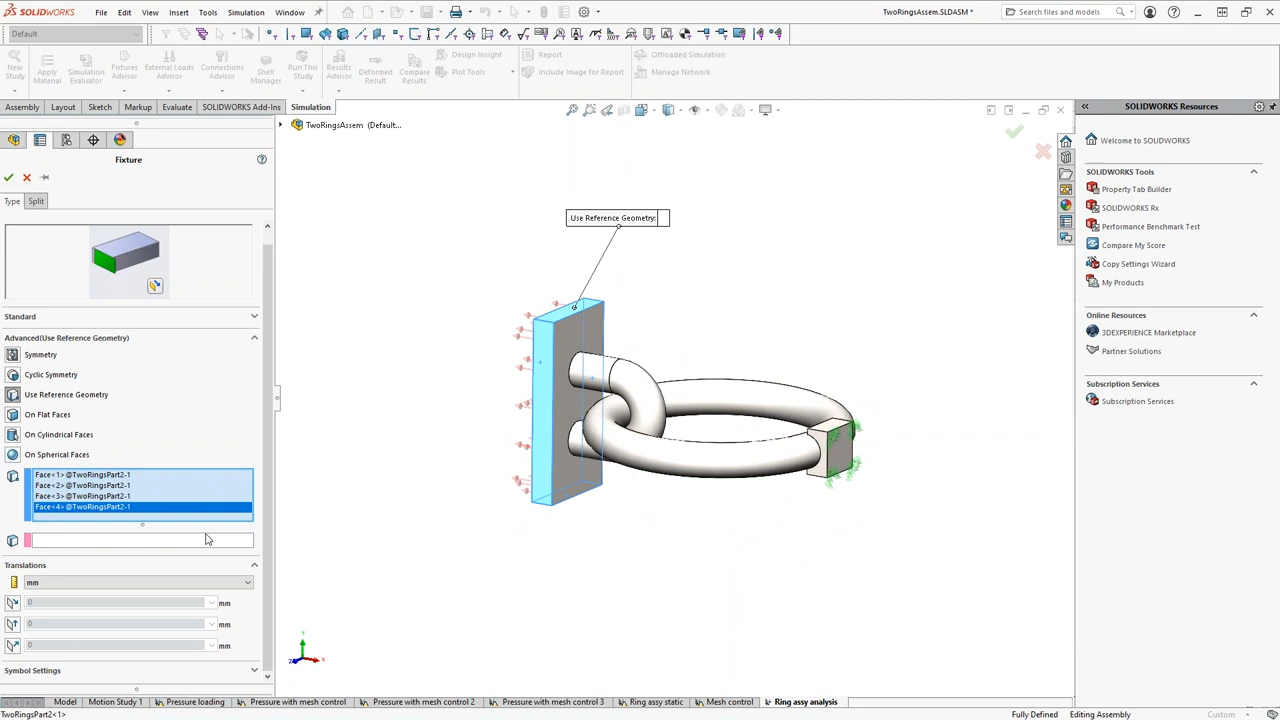 SOLIDWORKS File Edit View Insert Tools Simulation Window TwoRingsAssem.SLDASM * Search files and models
Default
New Study
Apply Material
Simulation Evaluator
Fixtures Advisor
External Loads Advisor
Connections Advisor
Shell Manager
Run This Study
Results Advisor
Deformed Result
Compare Results
Design Insight
Plot Tools
Report
Include Image for Report
Offloaded Simulation
Manage Network
Assembly Layout Sketch Markup Evaluate SOLIDWORKS Add-Ins Simulation
SOLIDWORKS Resources
TwoRingsAssem (Default...
Fixture
Type Split
Standard
Advanced(Use Reference Geometry)
Symmetry
Cyclic Symmetry
Use Reference Geometry
On Flat Faces
On Cylindrical Faces
On Spherical Faces
Face<1>@TwoRingsPart2-1
Face<2>@TwoRingsPart2-1
Face<3>@TwoRingsPart2-1
Face<4>@TwoRingsPart2-1
Translations
mm
0 mm
0 mm
0 mm
Symbol Settings
Use Reference Geometry:
Y
X
Z
Welcome to SOLIDWORKS
SOLIDWORKS Tools
Property Tab Builder
SOLIDWORKS Rx
Performance Benchmark Test
Compare My Score
Copy Settings Wizard
My Products
Online Resources
3DEXPERIENCE Marketplace
Partner Solutions
Subscription Services
Subscription Services
Model Motion Study 1 Pressure loading Pressure with mesh control Pressure with mesh control 2 Pressure with mesh control 3 Ring assy static Mesh control Ring assy analysis
TwoRingsPart2<1> Fully Defined Editing Assembly Custom